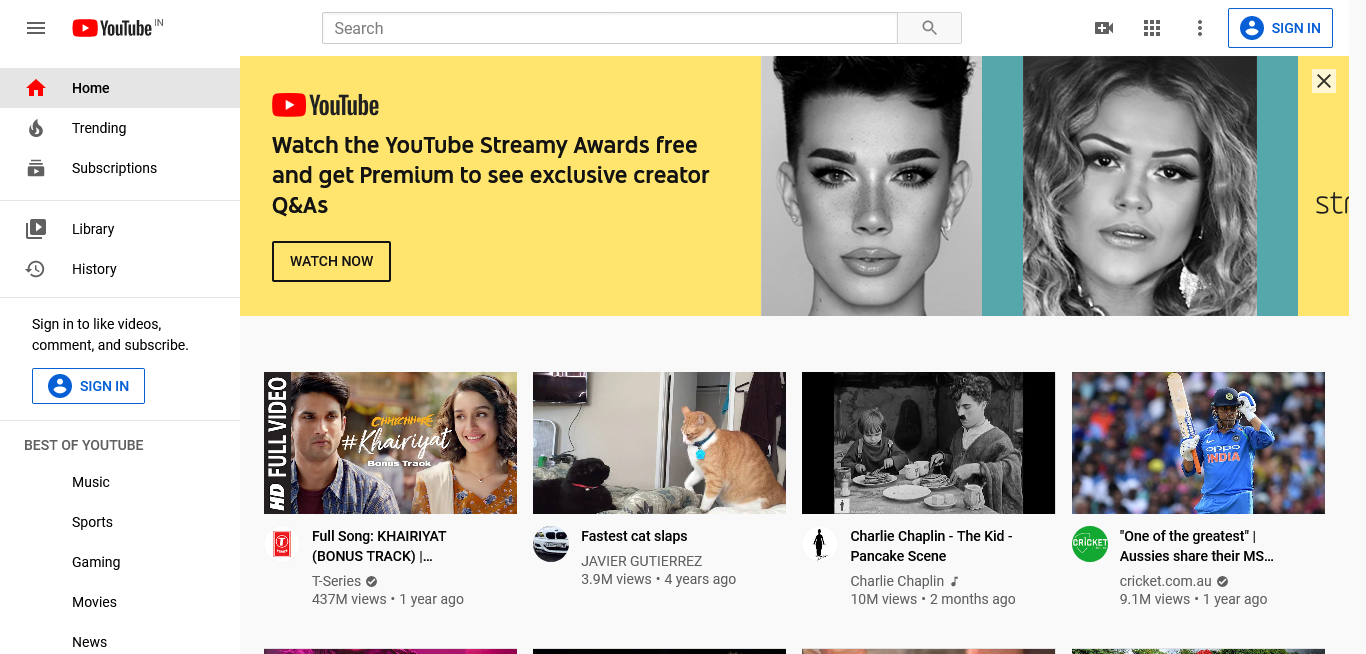 YouTube IN
Search
SIGN IN
Home
Trending
Subscriptions
Library
History
Sign in to like videos,
comment, and subscribe.
SIGN IN
BEST OF YOUTUBE
Music
Sports
Gaming
Movies
News
YouTube
Watch the YouTube Streamy Awards free
and get Premium to see exclusive creator
Q&As
WATCH NOW
HD FULL VIDEO
CHHICHHORE
#Khairiyat
Bonus Track
oppo
INDIA
T
Full Song: KHAIRIYAT
(BONUS TRACK) |...
T-Series
437M views • 1 year ago
Fastest cat slaps
JAVIER GUTIERREZ
3.9M views • 4 years ago
Charlie Chaplin - The Kid -
Pancake Scene
Charlie Chaplin
10M views • 2 months ago
CRICKET
"One of the greatest" |
Aussies share their MS...
cricket.com.au
9.1M views • 1 year ago